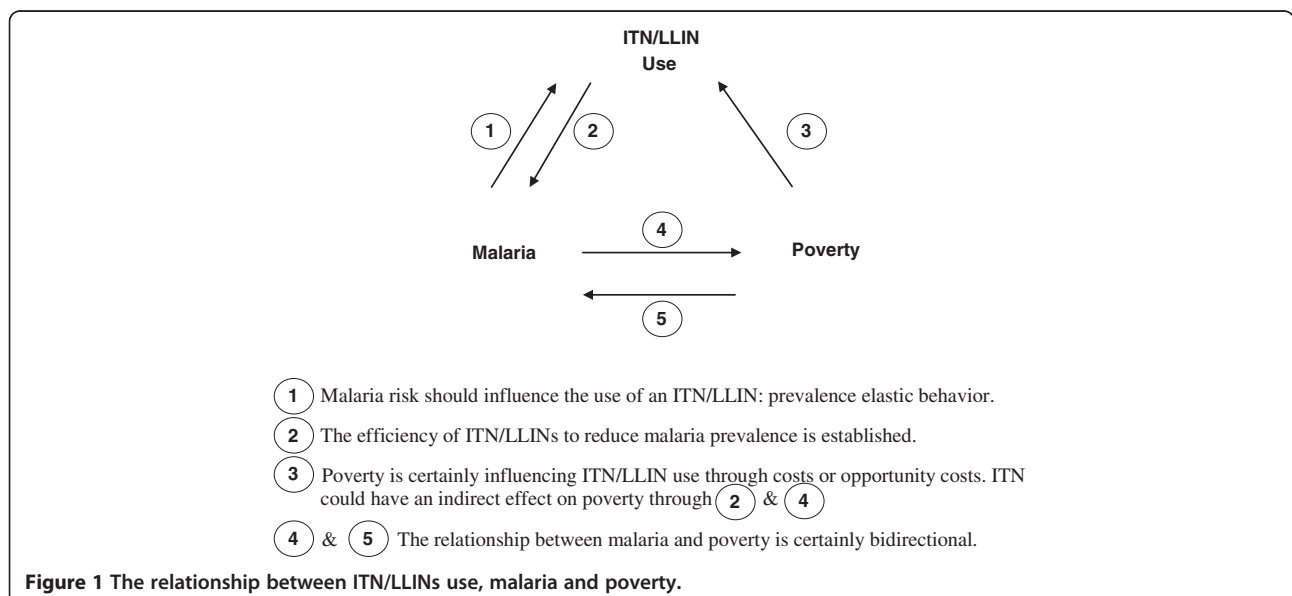 ITN/LLIN
Use
1
2
3
4
Malaria
Poverty
5
1 Malaria risk should influence the use of an ITN/LLIN: prevalence elastic behavior.
2 The efficiency of ITN/LLINs to reduce malaria prevalence is established.
3 Poverty is certainly influencing ITN/LLIN use through costs or opportunity costs. ITN
could have an indirect effect on poverty through 2 & 4
4 & 5 The relationship between malaria and poverty is certainly bidirectional.
Figure 1 The relationship between ITN/LLINs use, malaria and poverty.